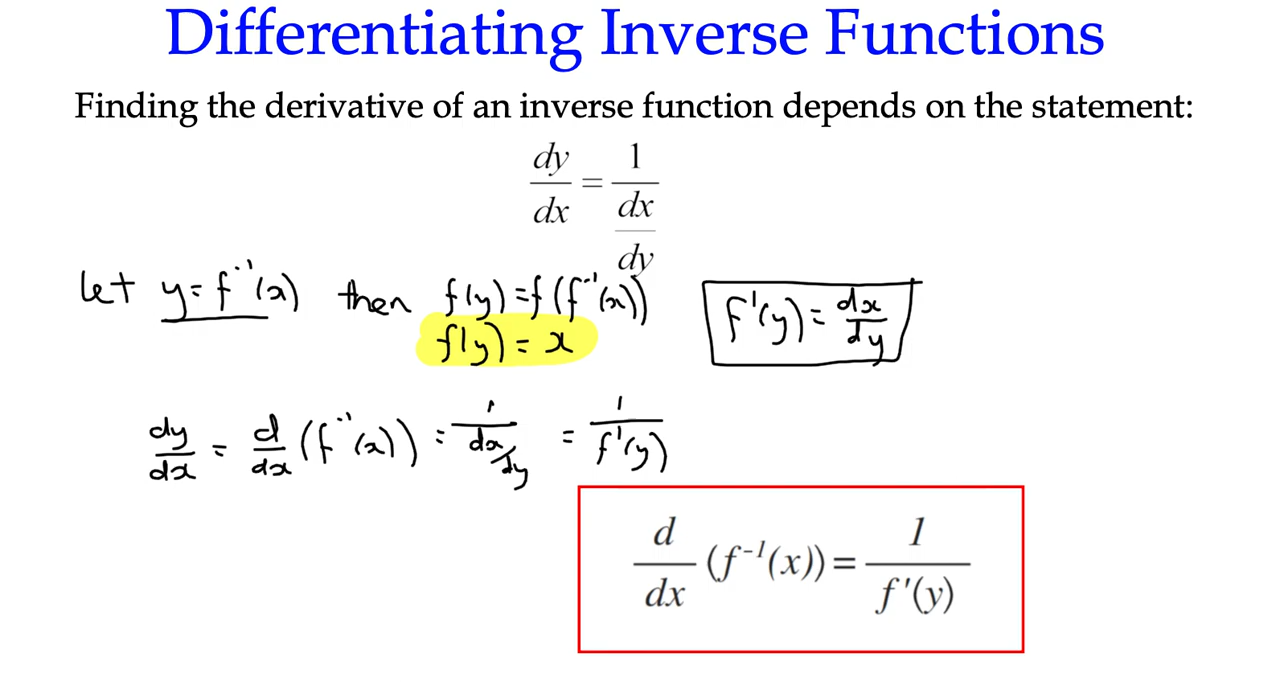 Differentiating Inverse Functions
Finding the derivative of an inverse function depends on the statement:
dy/dx = 1/(dx/dy)
let y = f⁻¹(x) then f(y) = f(f⁻¹(x)) f'(y) = dx/dy
f(y) = x
dy/dx = d/dx (f⁻¹(x)) = 1/(dx/dy) = 1/f'(y)
d/dx (f⁻¹(x)) = 1/f'(y)